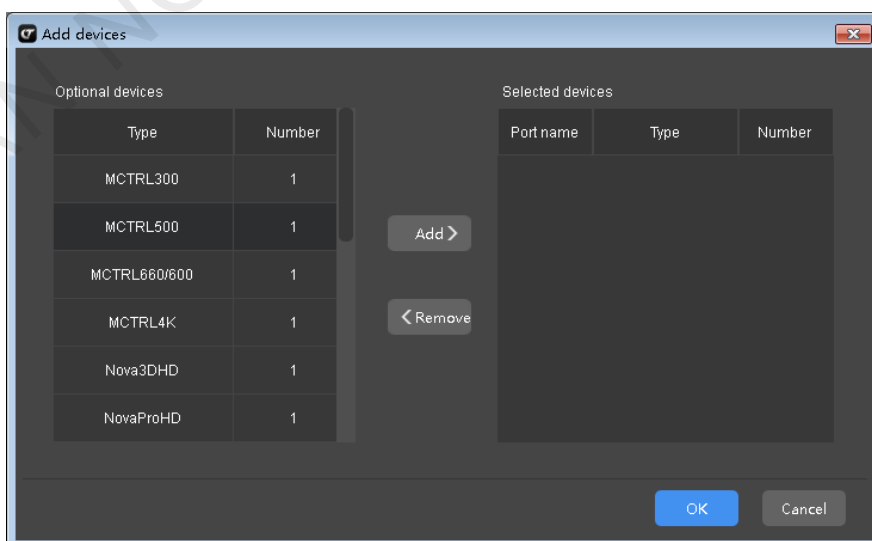 Add devices
Optional devices
Selected devices
Type Number
Port name Type Number
MCTRL300 1
MCTRL500 1
MCTRL660/600 1
MCTRL4K 1
Nova3DHD 1
NovaProHD 1
Add
Remove
OK Cancel